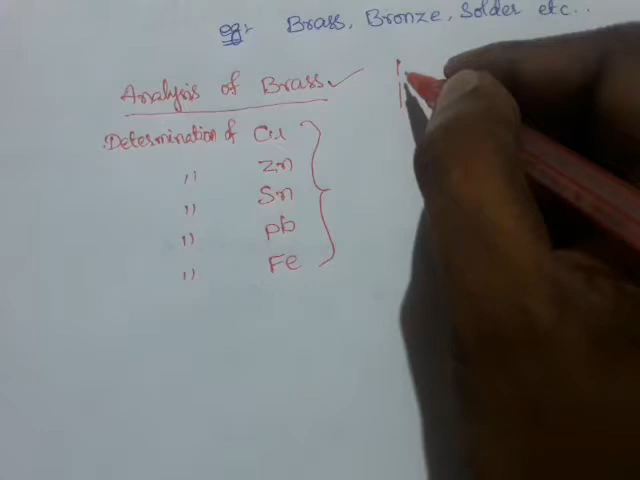 eg:- Brass, Bronze, Solder etc..
Analysis of Brass ✓
Determination of Cu
" Zn
" Sn
" pb
" Fe